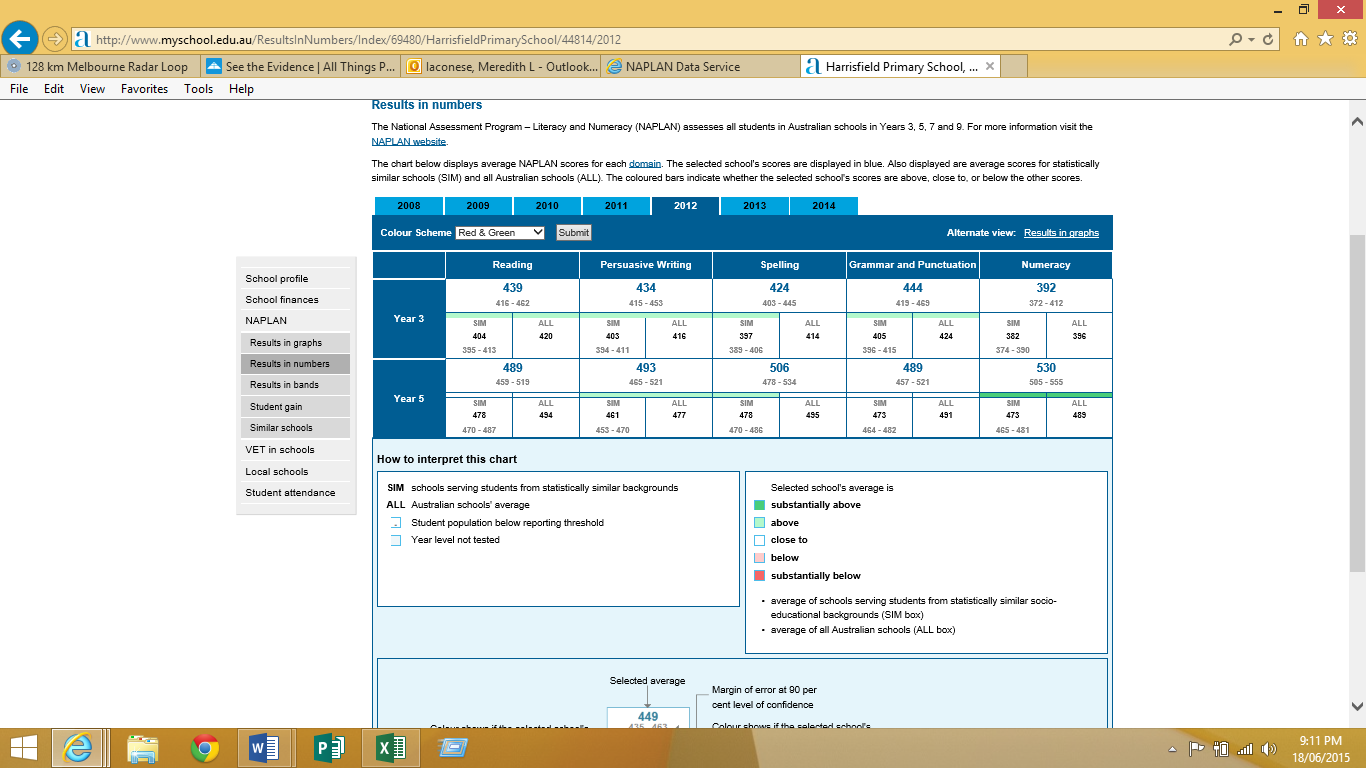 http://www.myschool.edu.au/ResultsInNumbers/Index/69480/HarrisfieldPrimarySchool/44814/2012
128 km Melbourne Radar Loop
See the Evidence | All Things P...
Iaconese, Meredith L - Outlook...
NAPLAN Data Service
Harrisfield Primary School, ...
File Edit View Favorites Tools Help
Results in numbers
The National Assessment Program – Literacy and Numeracy (NAPLAN) assesses all students in Australian schools in Years 3, 5, 7 and 9. For more information visit the
NAPLAN website.
The chart below displays average NAPLAN scores for each domain. The selected school's scores are displayed in blue. Also displayed are average scores for statistically
similar schools (SIM) and all Australian schools (ALL). The coloured bars indicate whether the selected school's scores are above, close to, or below the other scores.
2008 2009 2010 2011 2012 2013 2014
Colour Scheme Red & Green Submit Alternate view: Results in graphs
School profile
School finances
NAPLAN
Results in graphs
Results in numbers
Results in bands
Student gain
Similar schools
VET in schools
Local schools
Student attendance
Reading Persuasive Writing Spelling Grammar and Punctuation Numeracy
Year 3
439 434 424 444 392
416 - 462 415 - 453 403 - 445 419 - 469 372 - 412
SIM ALL SIM ALL SIM ALL SIM ALL SIM ALL
404 420 403 416 397 414 405 424 382 396
395 - 413 394 - 411 389 - 406 396 - 415 374 - 390
Year 5
489 493 506 489 530
459 - 519 465 - 521 478 - 534 457 - 521 505 - 555
SIM ALL SIM ALL SIM ALL SIM ALL SIM ALL
478 494 461 477 478 495 473 491 473 489
470 - 487 453 - 470 470 - 486 464 - 482 465 - 481
How to interpret this chart
SIM schools serving students from statistically similar backgrounds
ALL Australian schools' average
- Student population below reporting threshold
Year level not tested
Selected school's average is
substantially above
above
close to
below
substantially below
• average of schools serving students from statistically similar socio-
educational backgrounds (SIM box)
• average of all Australian schools (ALL box)
Selected average
449
Margin of error at 90 per
cent level of confidence
Colour shows if the selected school's
Colour shows if the selected school's
9:11 PM
18/06/2015